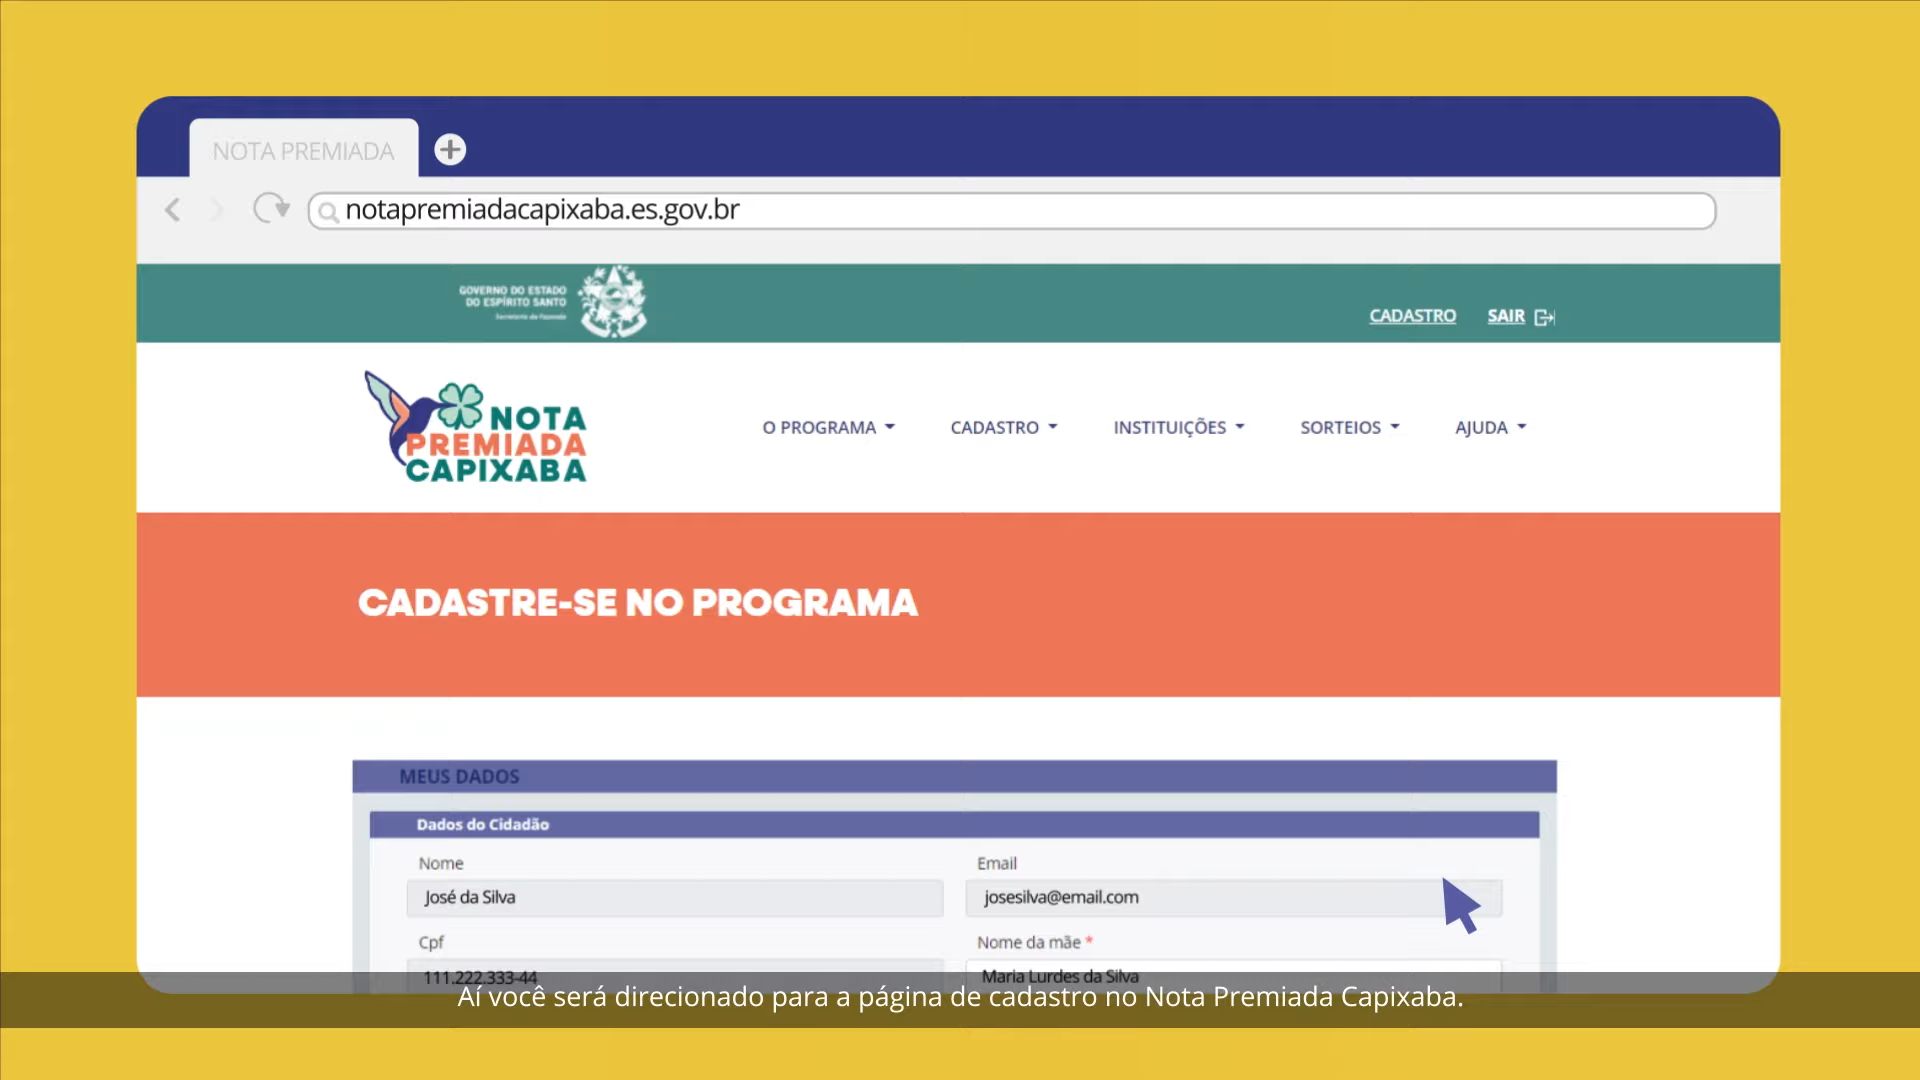 NOTA PREMIADA
notapremiadacapixaba.es.gov.br
GOVERNO DO ESTADO
DO ESPÍRITO SANTO
Secretaria da Fazenda
CADASTRO SAIR
NOTA
PREMIADA
CAPIXABA
O PROGRAMA CADASTRO INSTITUIÇÕES SORTEIOS AJUDA
CADASTRE-SE NO PROGRAMA
MEUS DADOS
Dados do Cidadão
Nome Email
José da Silva josesilva@email.com
Cpf Nome da mãe *
111.222.333-44 Maria Lurdes da Silva
Aí você será direcionado para a página de cadastro no Nota Premiada Capixaba.